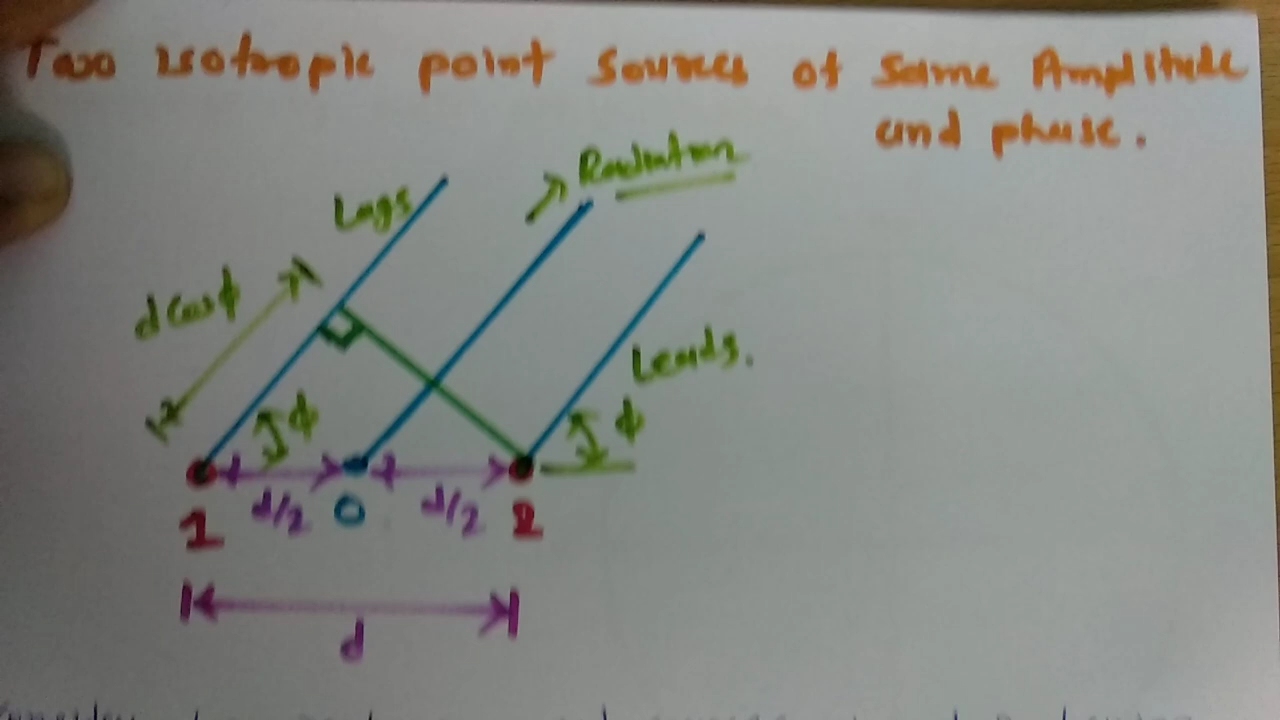 Two isotropic point sources of same Amplitude
and phase.
Radiation
Lags
d cos ϕ
Leads.
ϕ
ϕ
d/2
d/2
1
0
2
d